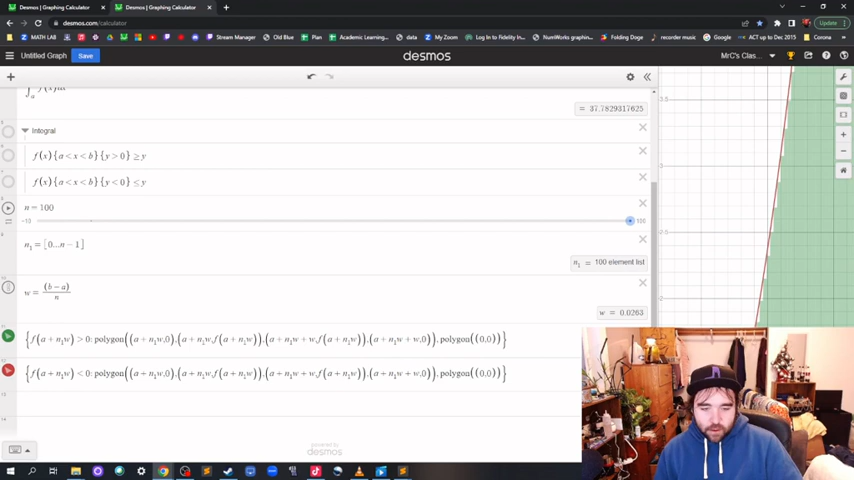 Desmos | Graphing Calculator
Desmos | Graphing Calculator
desmos.com/calculator
Update
MATH LAB
Stream Manager
Old Blue
Plan
Academic Learning...
data
My Zoom
Log In to Fidelity In...
NumWorks Graphin...
Folding Doge
recorder music
Google
ACT up to Dec 2015
Corona
Untitled Graph
Save
desmos
MrC's Clas...
∫ₐ f(x)dx
= 37.7829317625
5
Integral
f(x){a<x<b}{y>0}≥y
f(x){a<x<b}{y<0}≤y
n = 100
-10
100
n₁ = [0...n−1]
n₁ = 100 element list
w = (b−a)/n
w = 0.0263
{f(a+n₁w)>0: polygon((a+n₁w,0),(a+n₁w,f(a+n₁w)),(a+n₁w+w,f(a+n₁w)),(a+n₁w+w,0)),polygon((0,0))}
{f(a+n₁w)<0: polygon((a+n₁w,0),(a+n₁w,f(a+n₁w)),(a+n₁w+w,f(a+n₁w)),(a+n₁w+w,0)),polygon((0,0))}
13
14
powered by
desmos